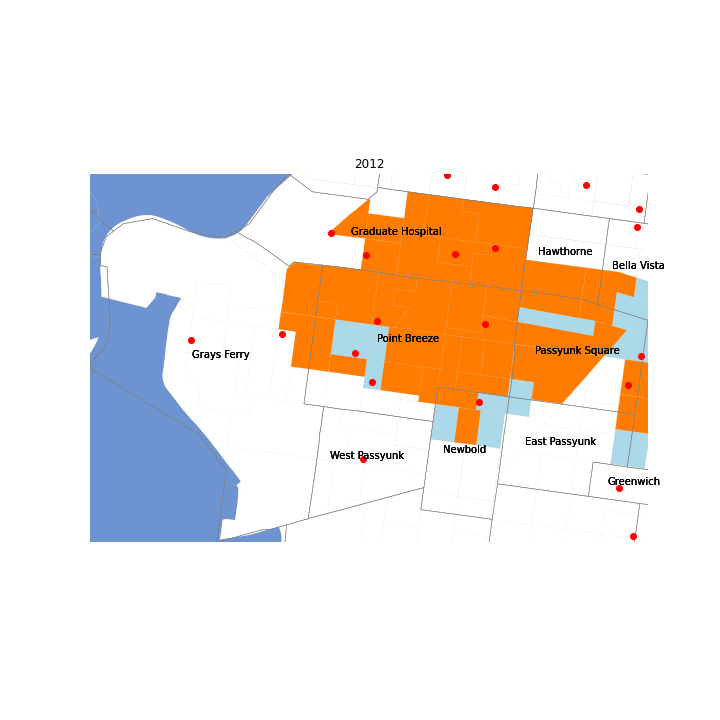 2012
Graduate Hospital
Hawthorne
Bella Vista
Point Breeze
Passyunk Square
Grays Ferry
East Passyunk
Newbold
West Passyunk
Greenwich